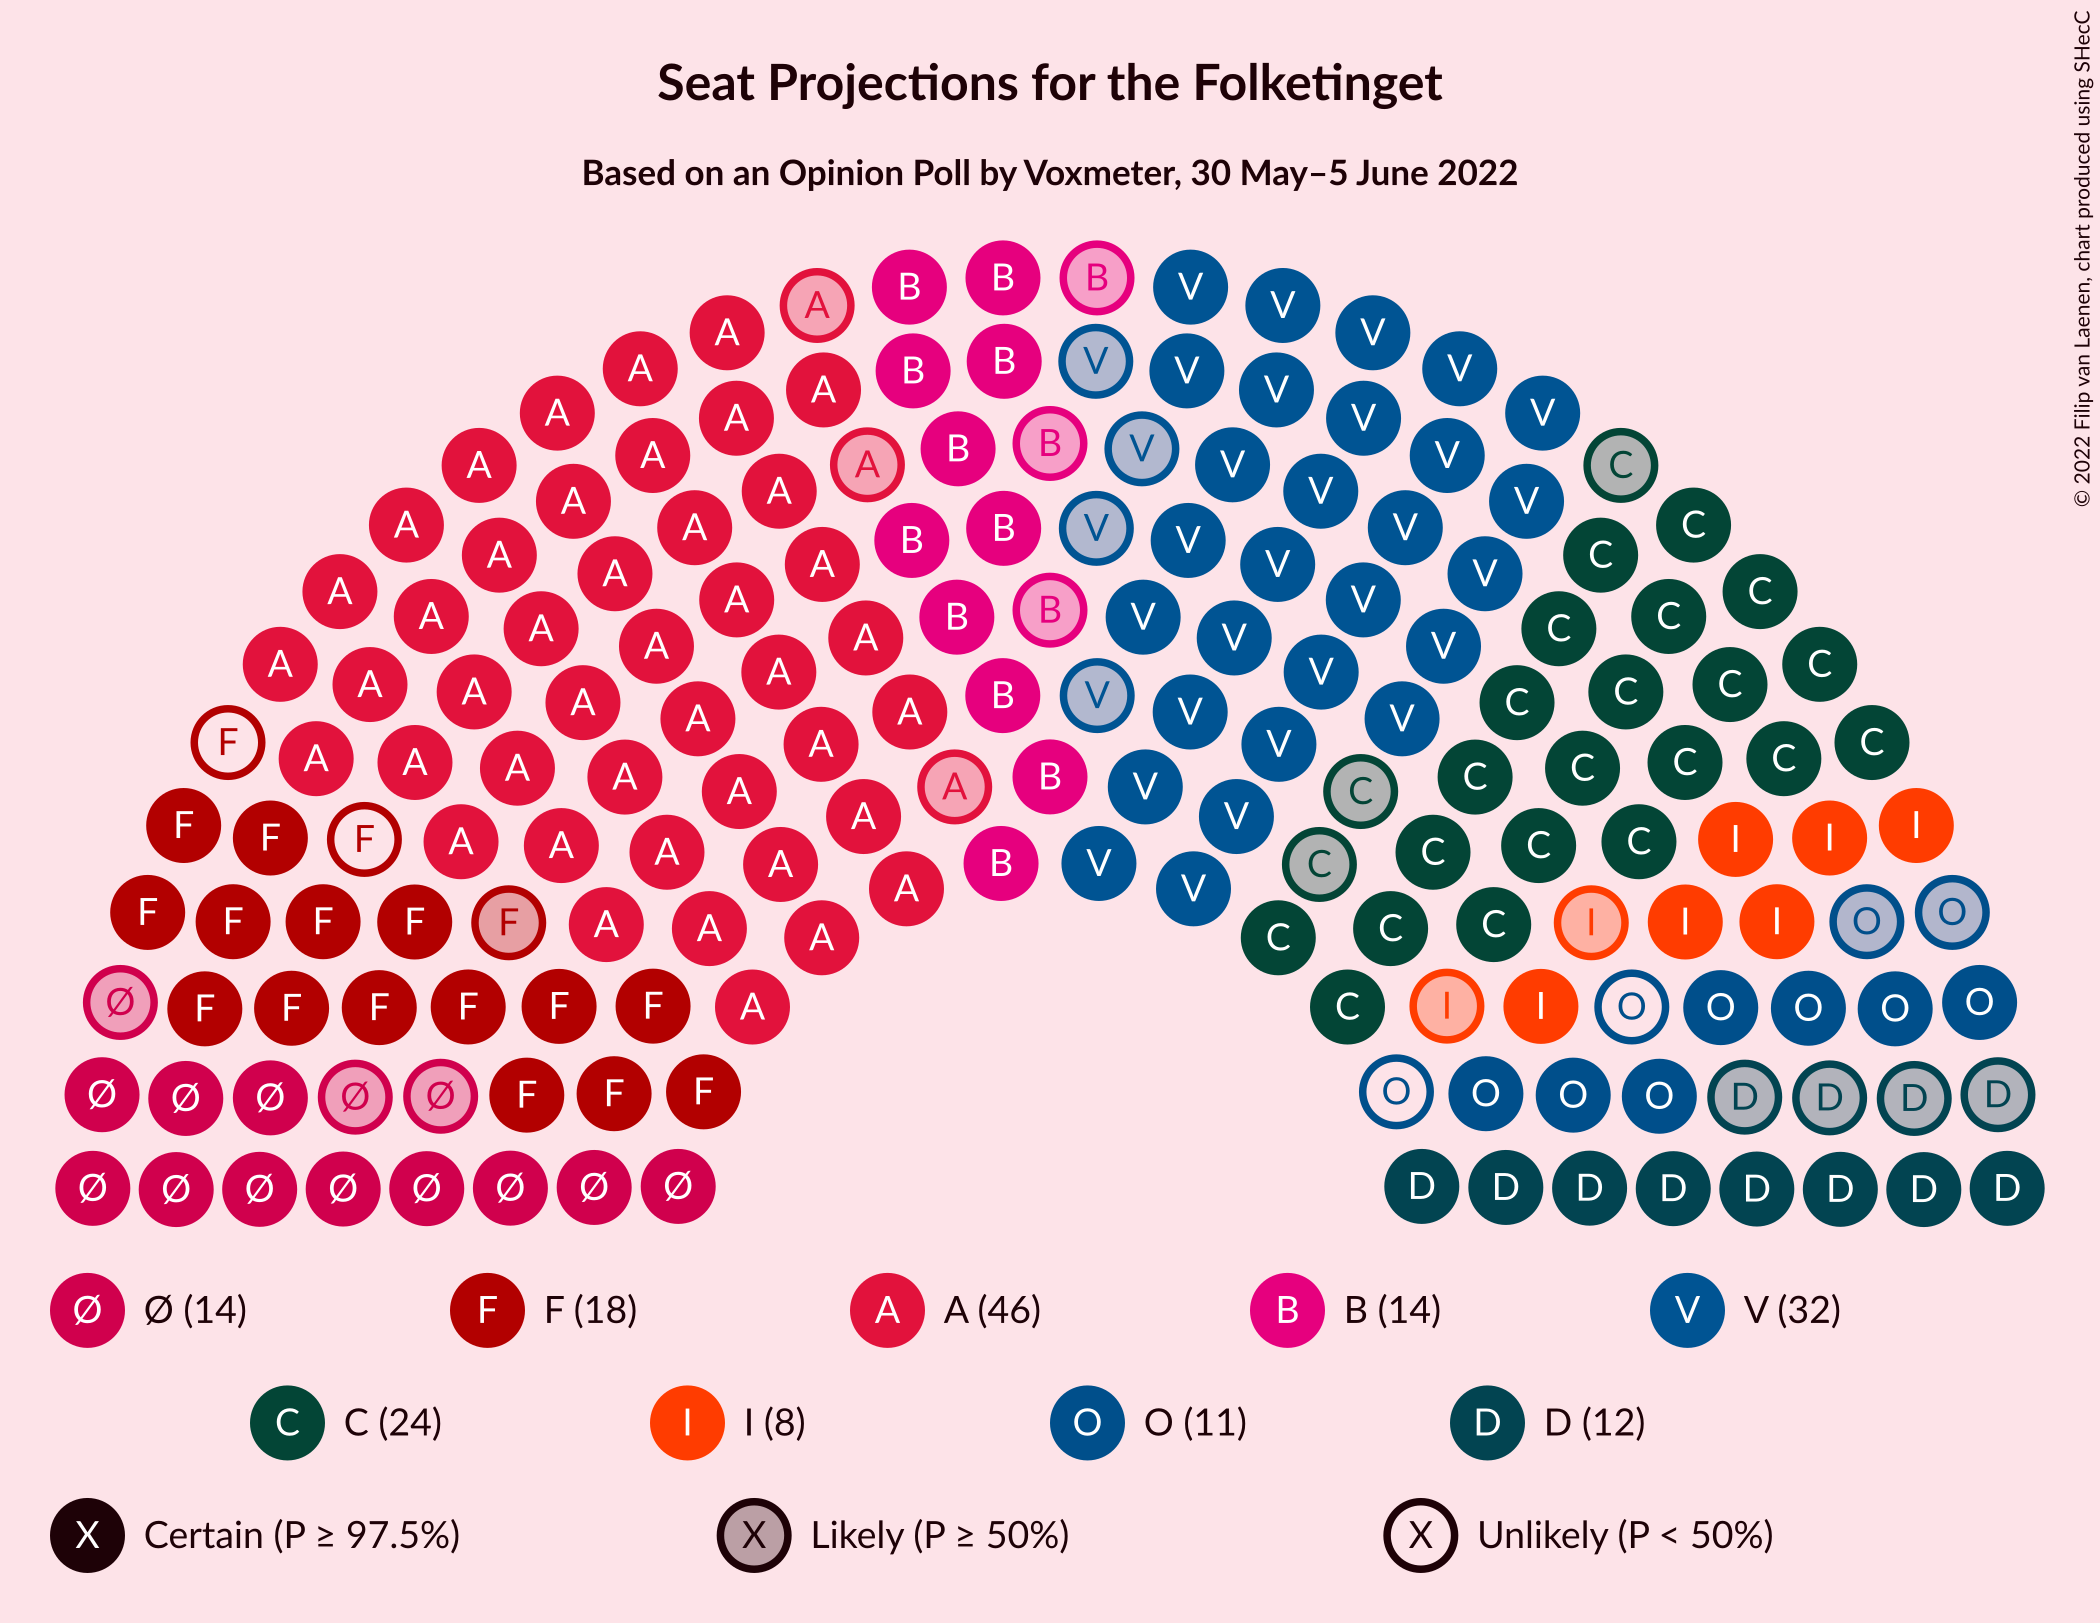 Seat Projections for the Folketinget
Based on an Opinion Poll by Voxmeter, 30 May–5 June 2022
© 2022 Filip van Laenen, chart produced using SHecC
B B B
A V
A V
A B B V V V
A A V V
A A B B V V V
A A A V V V C
A A A B B V V V V C
A A A A V V V C
A A A B V V V C C
A A A A B V V V V C C
A A A A A V V V C C C
A A A A A B V V V C C C
F A A A A A V V C C C C
A A A A A B V C C C C
F F F A A A A A V V C C C I I I
A B V C
F F F F F A A A V C C C I I I O O
A C
Ø F F F F F F A C I I O O O O O
Ø Ø Ø Ø Ø F F F O O O O D D D D
Ø Ø Ø Ø Ø Ø Ø Ø D D D D D D D D
Ø Ø (14) F F (18) A A (46) B B (14) V V (32)
C C (24) I I (8) O O (11) D D (12)
X Certain (P ≥ 97.5%) X Likely (P ≥ 50%) X Unlikely (P < 50%)